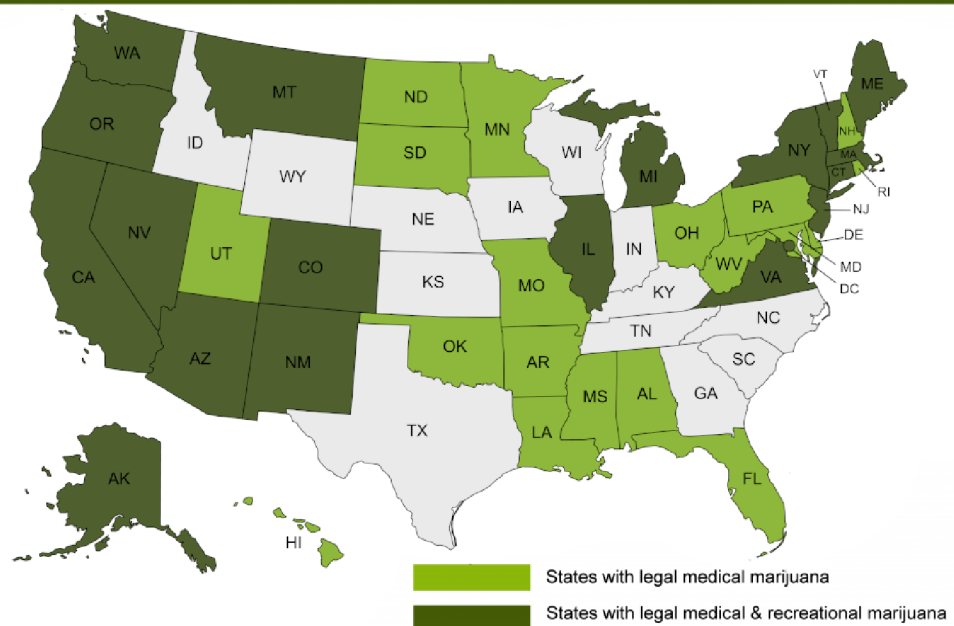 WA
MT
ND
MN
VT
ME
OR
ID
SD
WI
MI
NY
NH
MA
CT
RI
WY
NE
IA
PA
NJ
NV
UT
CO
IL
IN
OH
WV
VA
DE
MD
DC
CA
KS
MO
KY
AZ
NM
OK
AR
TN
NC
SC
TX
LA
MS
AL
GA
FL
AK
HI
States with legal medical marijuana
States with legal medical & recreational marijuana